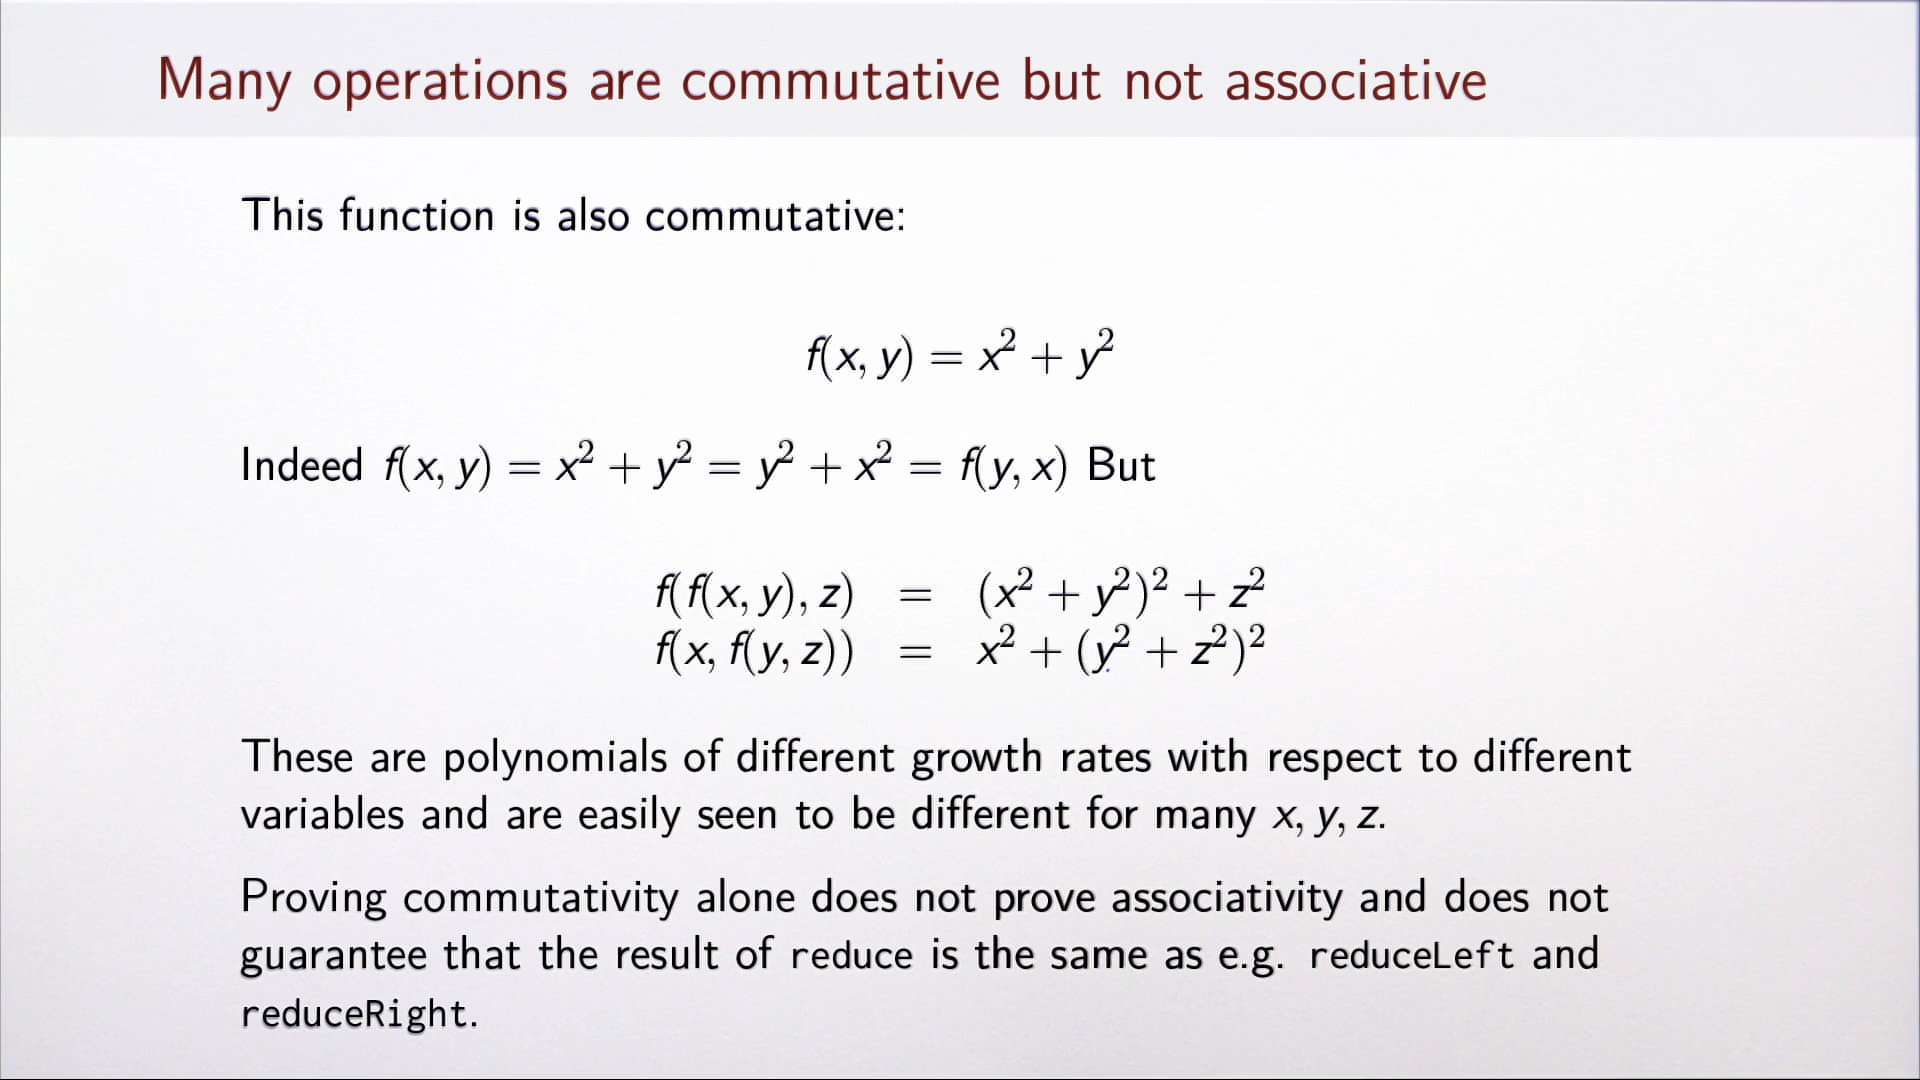 Many operations are commutative but not associative
This function is also commutative:
f(x, y) = x² + y²
Indeed f(x, y) = x² + y² = y² + x² = f(y, x) But
f(f(x, y), z) = (x² + y²)² + z²
f(x, f(y, z)) = x² + (y² + z²)²
These are polynomials of different growth rates with respect to different
variables and are easily seen to be different for many x, y, z.
Proving commutativity alone does not prove associativity and does not
guarantee that the result of reduce is the same as e.g. reduceLeft and
reduceRight.